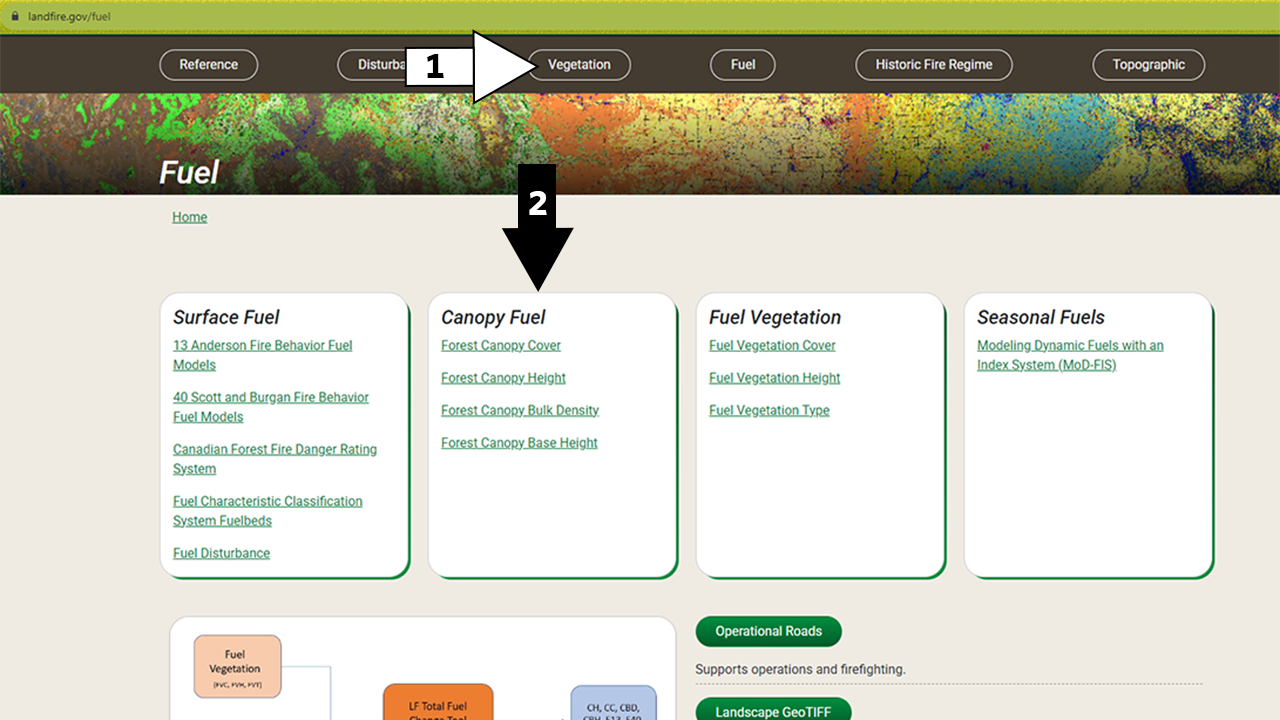 landfire.gov/fuel
Reference
Disturba
1
Vegetation
Fuel
Historic Fire Regime
Topographic
Fuel
2
Home
Surface Fuel
13 Anderson Fire Behavior Fuel
Models
40 Scott and Burgan Fire Behavior
Fuel Models
Canadian Forest Fire Danger Rating
System
Fuel Characteristic Classification
System Fuelbeds
Fuel Disturbance
Canopy Fuel
Forest Canopy Cover
Forest Canopy Height
Forest Canopy Bulk Density
Forest Canopy Base Height
Fuel Vegetation
Fuel Vegetation Cover
Fuel Vegetation Height
Fuel Vegetation Type
Seasonal Fuels
Modeling Dynamic Fuels with an
Index System (MoD-FIS)
Fuel
Vegetation
(FVC, FVH, FVT)
LF Total Fuel
Change Tool
CH, CC, CBD,
CBH, F13, F40
Operational Roads
Supports operations and firefighting.
Landscape GeoTIFF